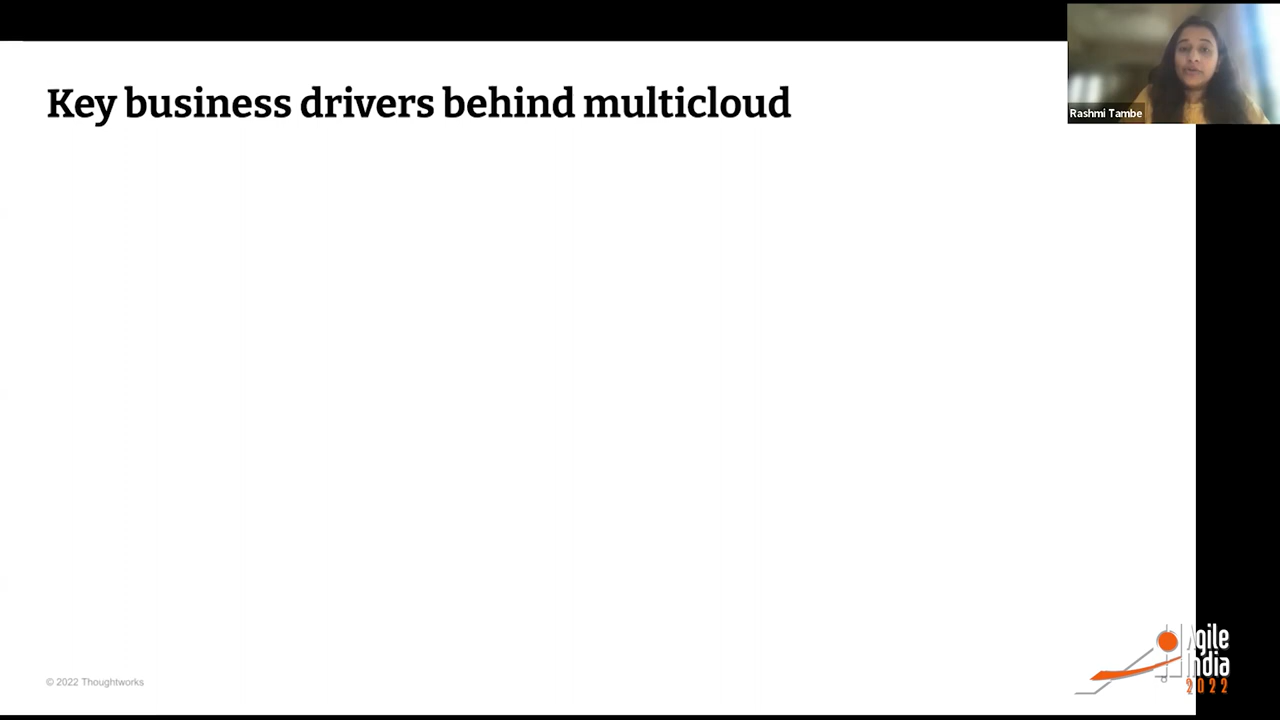 Key business drivers behind multicloud
Rashmi Tambe
© 2022 Thoughtworks
Agile
India
2022